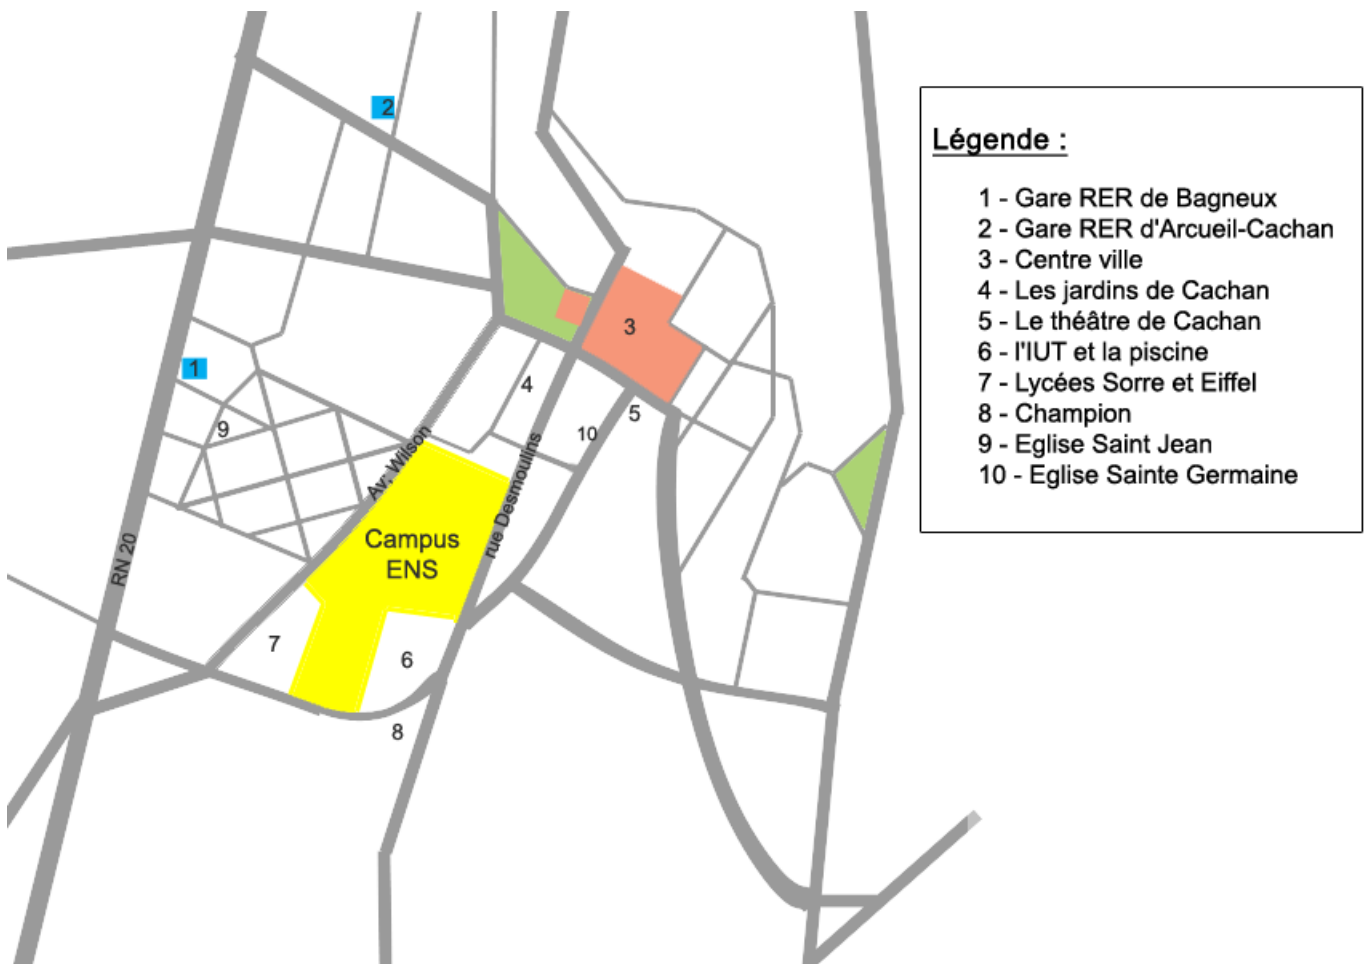 2
Légende :
1 - Gare RER de Bagneux
2 - Gare RER d'Arcueil-Cachan
3 - Centre ville
4 - Les jardins de Cachan
5 - Le théâtre de Cachan
6 - l'IUT et la piscine
7 - Lycées Sorre et Eiffel
8 - Champion
9 - Eglise Saint Jean
10 - Eglise Sainte Germaine
3
1
4
5
9
10
Av; Wilson
rue Desmoulins
Campus
ENS
RN 20
7
6
8